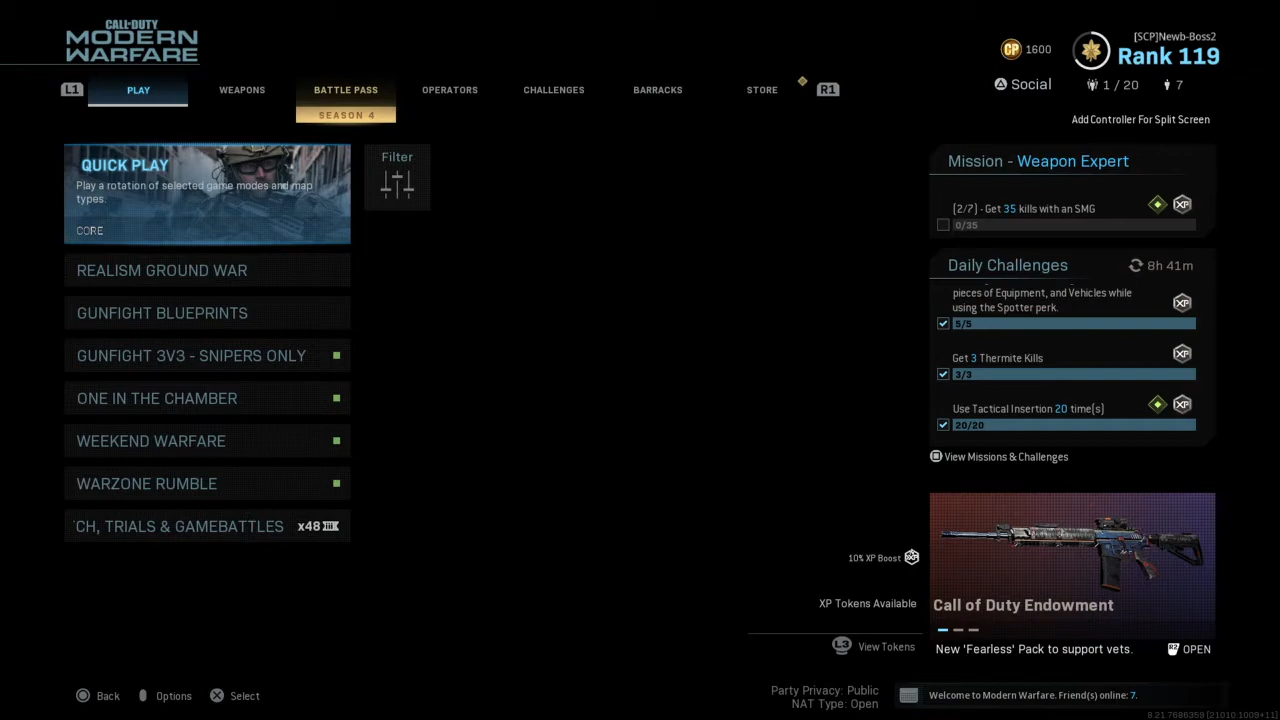 CALL OF DUTY
MODERN
WARFARE
CP 1600
[SCP]Newb-Boss2
Rank 119
Social
1 / 20
7
L1
PLAY
WEAPONS
BATTLE PASS
SEASON 4
OPERATORS
CHALLENGES
BARRACKS
STORE
R1
Add Controller For Split Screen
QUICK PLAY
Play a rotation of selected game modes and map
types.
CORE
Filter
REALISM GROUND WAR
GUNFIGHT BLUEPRINTS
GUNFIGHT 3V3 - SNIPERS ONLY
ONE IN THE CHAMBER
WEEKEND WARFARE
WARZONE RUMBLE
CH, TRIALS & GAMEBATTLES x48
Mission - Weapon Expert
(2/7) - Get 35 kills with an SMG
XP
0/35
Daily Challenges
8h 41m
pieces of Equipment, and Vehicles while
using the Spotter perk.
XP
5/5
Get 3 Thermite Kills
XP
3/3
Use Tactical Insertion 20 time(s)
XP
20/20
View Missions & Challenges
10% XP Boost
XP Tokens Available
L3
View Tokens
Call of Duty Endowment
New 'Fearless' Pack to support vets.
R2
OPEN
Back
Options
Select
Party Privacy: Public
NAT Type: Open
Welcome to Modern Warfare. Friend(s) online: 7.